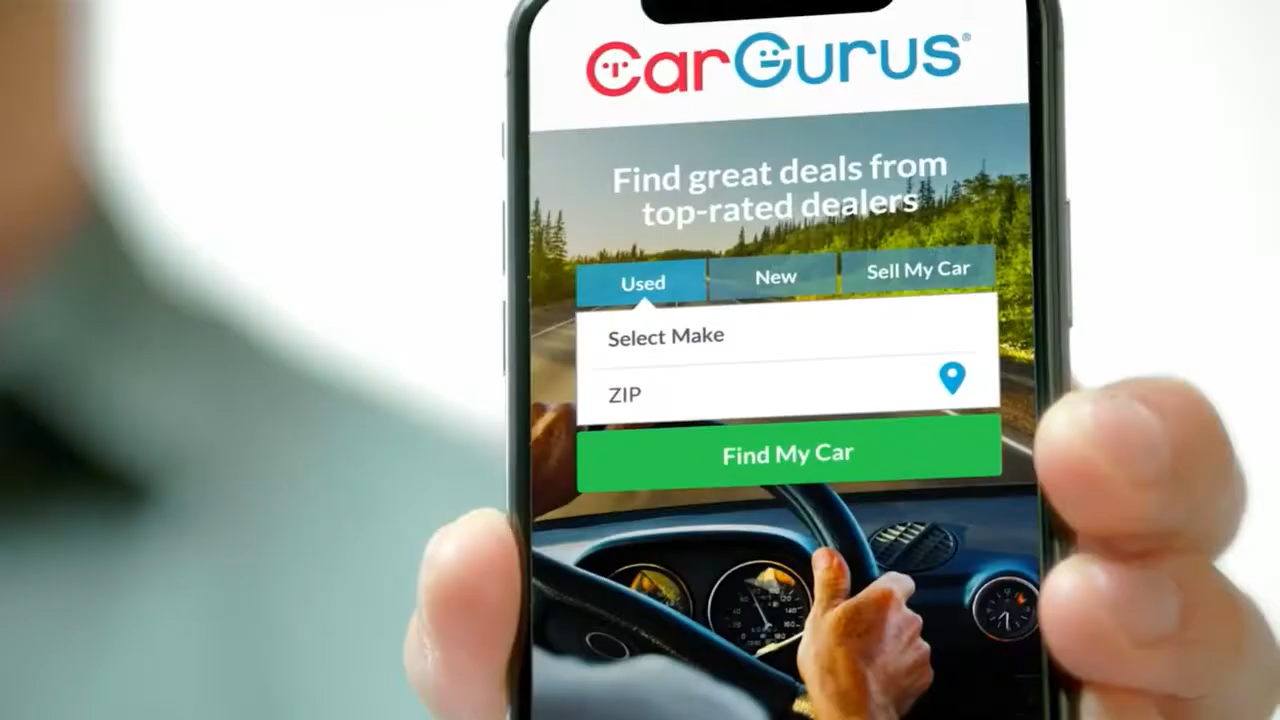 CarGurus®
Find great deals from
top-rated dealers
Used
New
Sell My Car
Select Make
ZIP
Find My Car